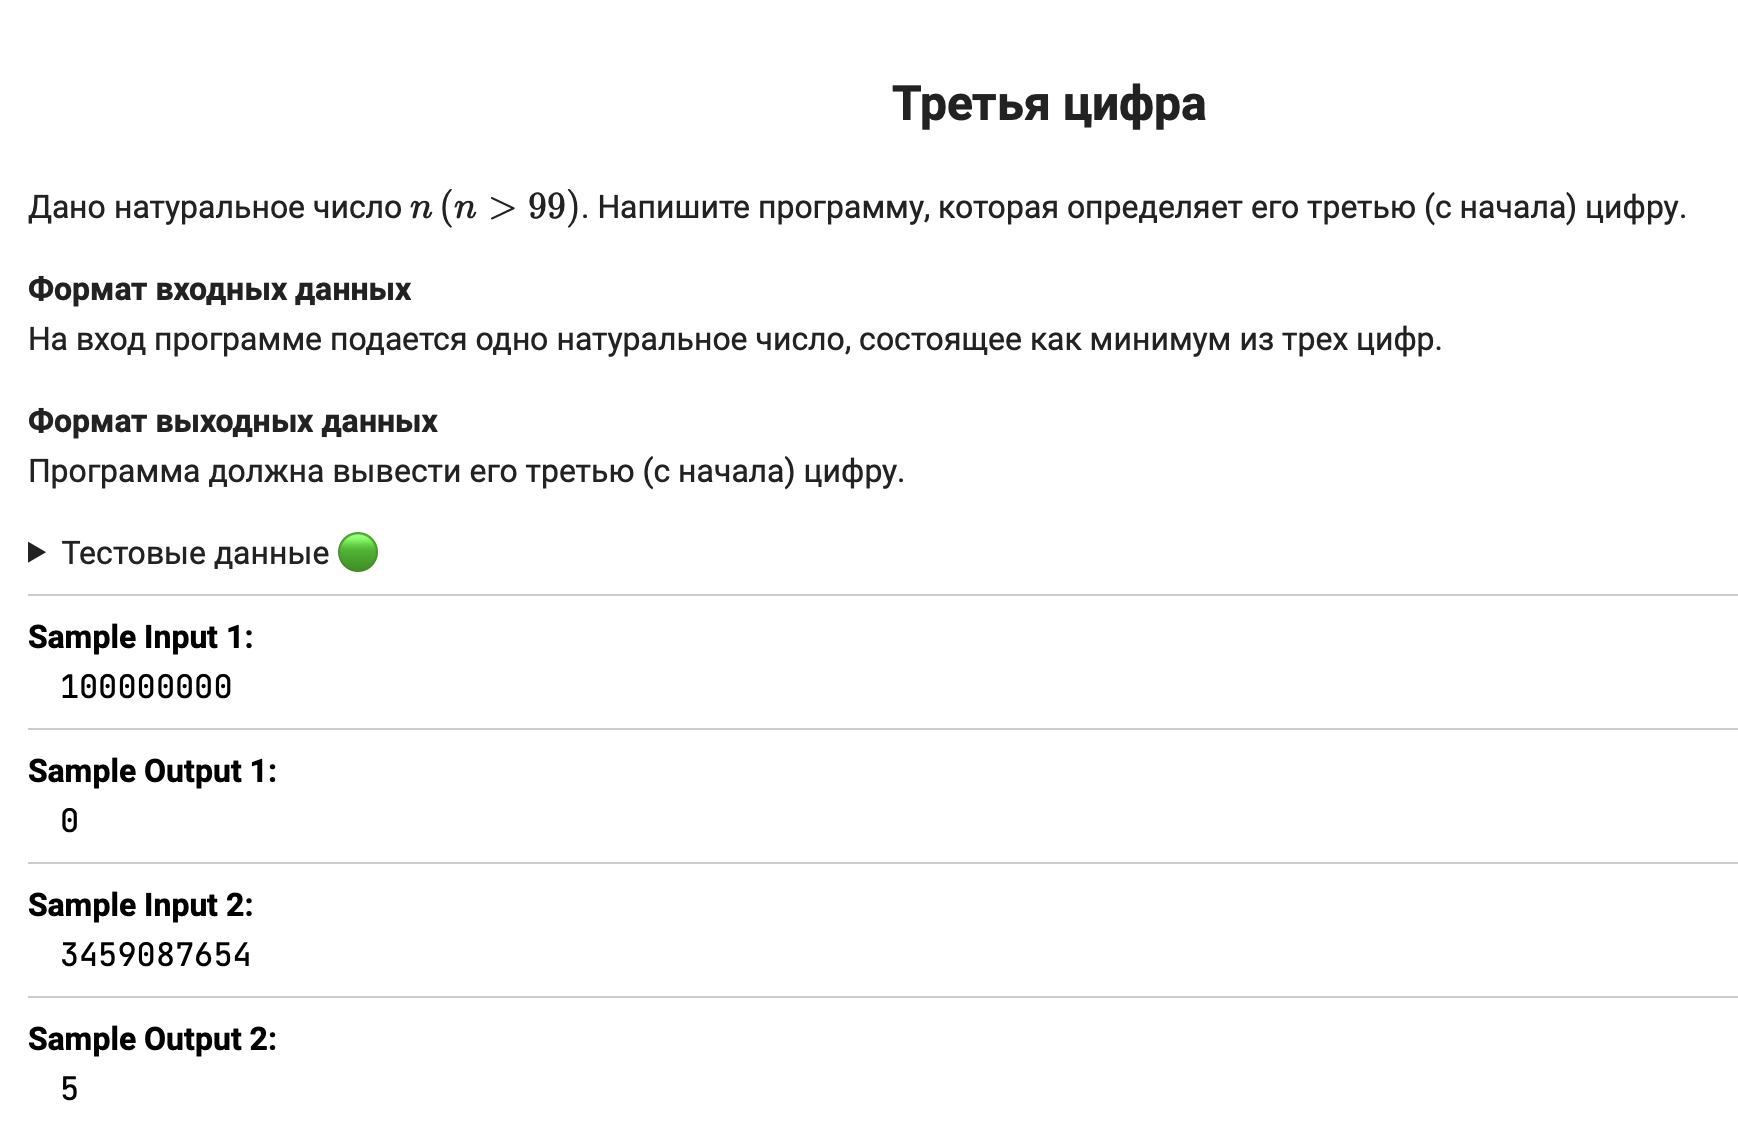 Третья цифра
Дано натуральное число n (n > 99). Напишите программу, которая определяет его третью (с начала) цифру.
Формат входных данных
На вход программе подается одно натуральное число, состоящее как минимум из трех цифр.
Формат выходных данных
Программа должна вывести его третью (с начала) цифру.
Тестовые данные
Sample Input 1:
100000000
Sample Output 1:
0
Sample Input 2:
3459087654
Sample Output 2:
5